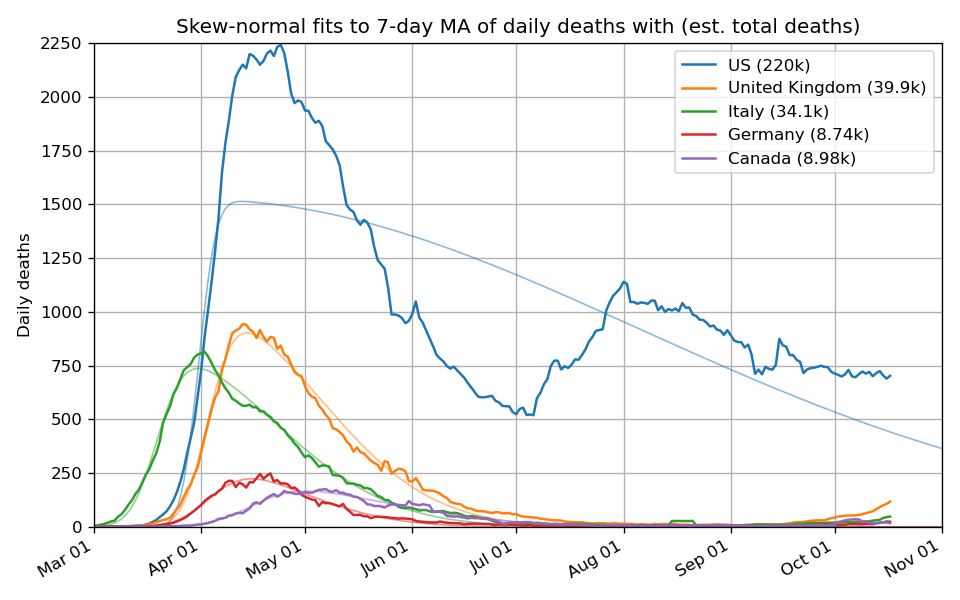 Skew-normal fits to 7-day MA of daily deaths with (est. total deaths)
Daily deaths
2250
2000
1750
1500
1250
1000
750
500
250
0
US (220k)
United Kingdom (39.9k)
Italy (34.1k)
Germany (8.74k)
Canada (8.98k)
Mar 01
Apr 01
May 01
Jun 01
Jul 01
Aug 01
Sep 01
Oct 01
Nov 01